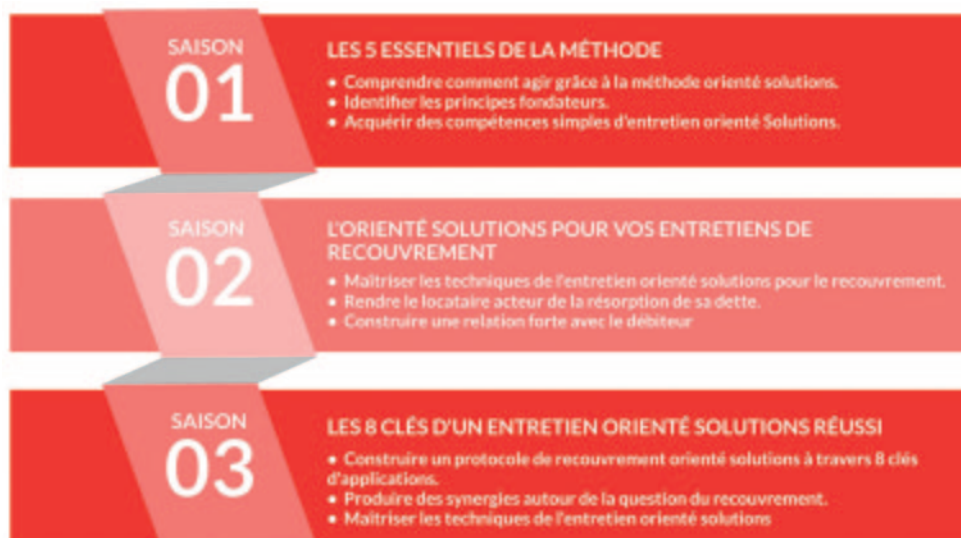 SAISON
01
LES 5 ESSENTIELS DE LA MÉTHODE
• Comprendre comment agir grâce à la méthode orienté solutions.
• Identifier les principes fondateurs.
• Acquérir des compétences simples d'entretien orienté Solutions.
SAISON
02
L'ORIENTÉ SOLUTIONS POUR VOS ENTRETIENS DE
RECOUVREMENT
• Maîtriser les techniques de l'entretien orienté solutions pour le recouvrement.
• Rendre le locataire acteur de la résorption de sa dette.
• Construire une relation forte avec le débiteur
SAISON
03
LES 8 CLÉS D'UN ENTRETIEN ORIENTÉ SOLUTIONS RÉUSSI
• Construire un protocole de recouvrement orienté solutions à travers 8 clés
d'applications.
• Produire des synergies autour de la question du recouvrement.
• Maîtriser les techniques de l'entretien orienté solutions